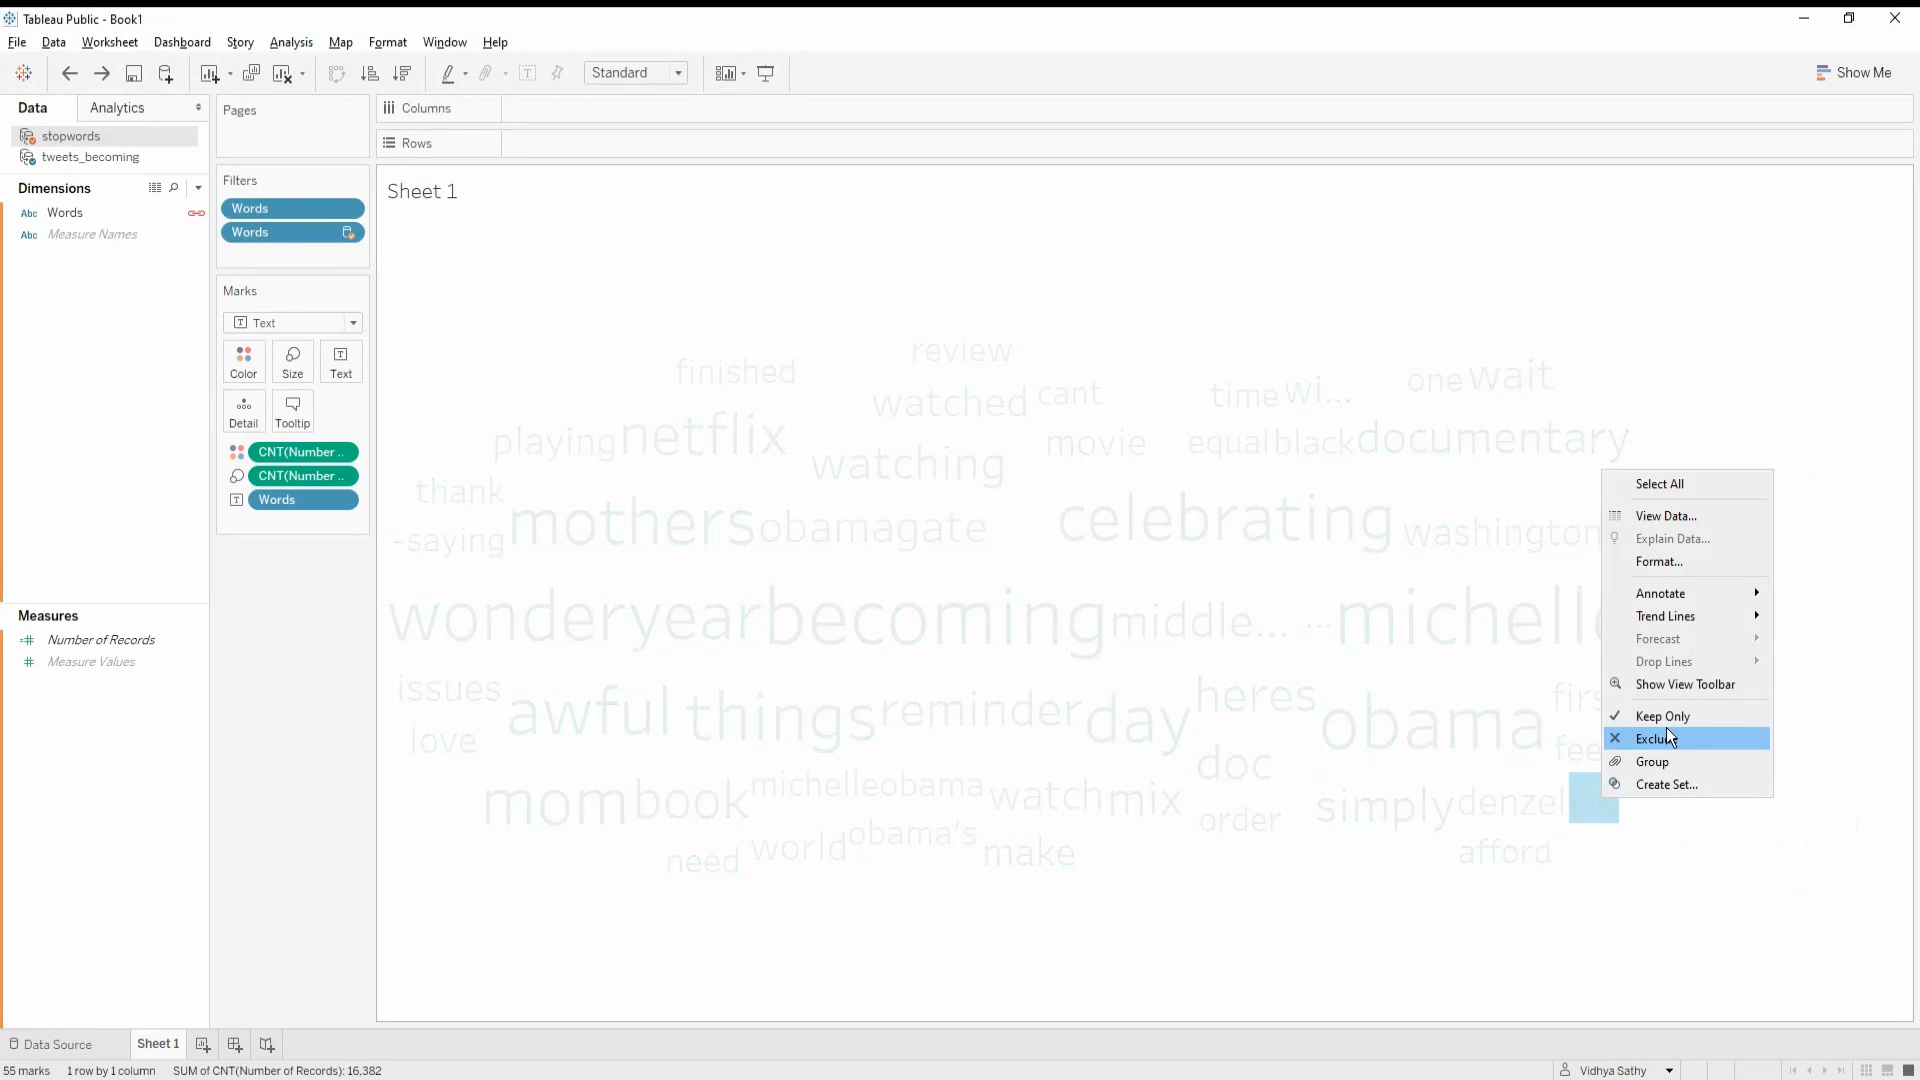 Tableau Public - Book1
File Data Worksheet Dashboard Story Analysis Map Format Window Help
Standard
Show Me
Data
Analytics
stopwords
tweets_becoming
Dimensions
Abc Words
Abc Measure Names
Measures
Number of Records
Measure Values
Pages
Filters
Words
Words
Marks
Text
Color
Size
Text
Detail
Tooltip
CNT(Number ..
CNT(Number ..
Words
Columns
Rows
Sheet 1
finished review
watched cant time wi... one wait
playing netflix watching movie equal black documentary
thank
-saying mothers obamagate celebrating washington
wonder year becoming middle... ... michelle
issues awful things reminder day heres obama
love
doc
mom book michelleobama watch mix order simply denzel
need world obama's make afford
Select All
View Data...
Explain Data...
Format...
Annotate
Trend Lines
Forecast
Drop Lines
Show View Toolbar
Keep Only
Group
Create Set...
Data Source
Sheet 1
55 marks 1 row by 1 column SUM of CNT(Number of Records): 16,382
Vidhya Sathy